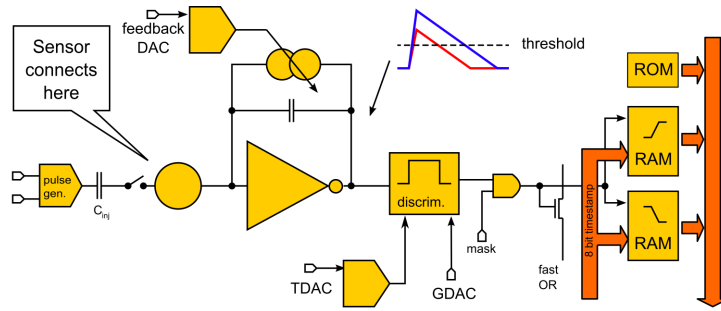 feedback
DAC
threshold
Sensor
connects
here
ROM
RAM
pulse
gen.
C_inj
discrim.
8 bit timestamp
RAM
mask
TDAC
GDAC
fast
OR